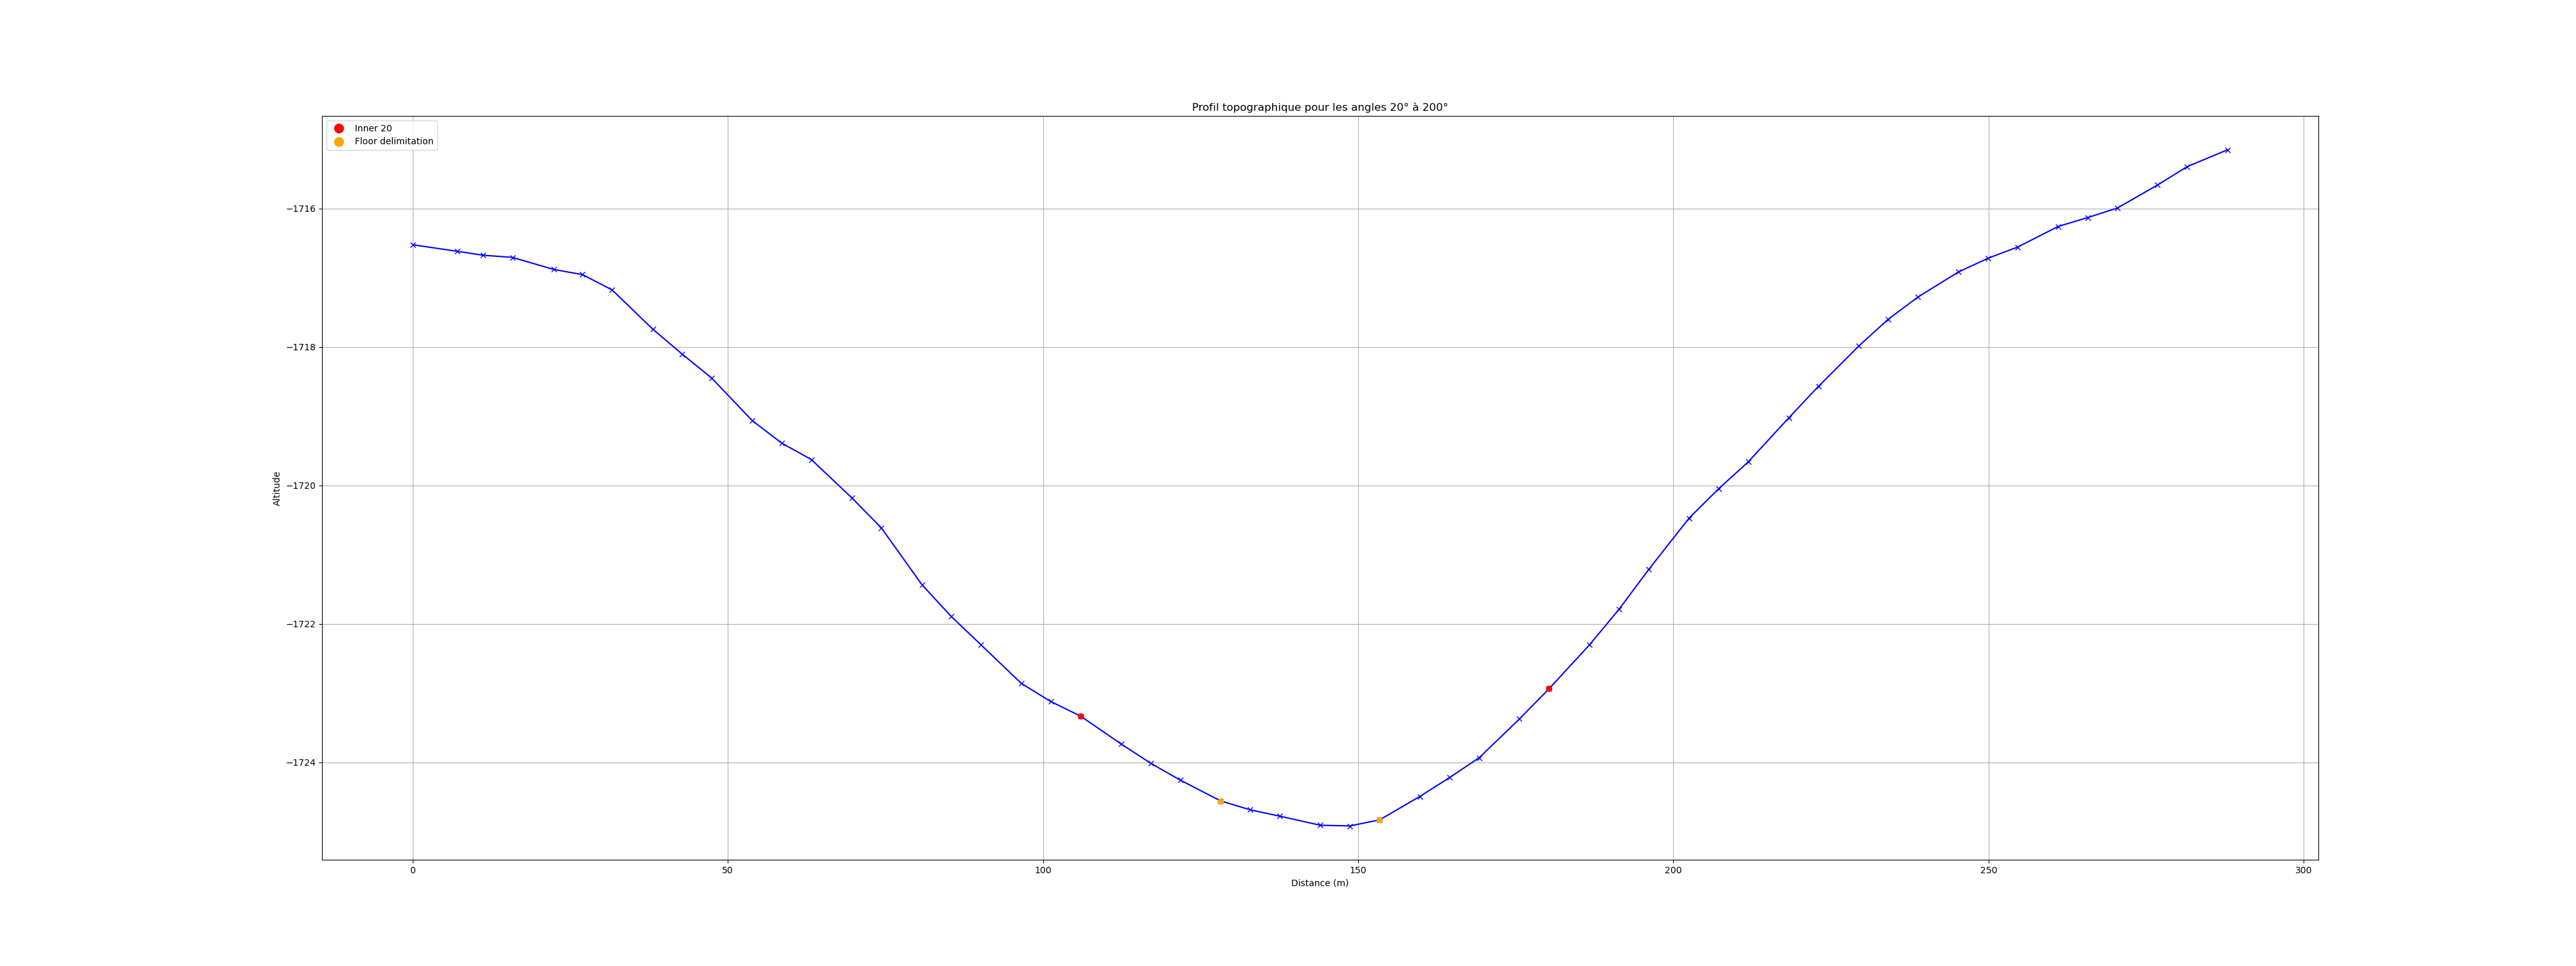 Profil topographique pour les angles 20° à 200°
Inner 20
Floor delimitation
Altitude
−1716
−1718
−1720
−1722
−1724
0 50 100 150 200 250 300
Distance (m)